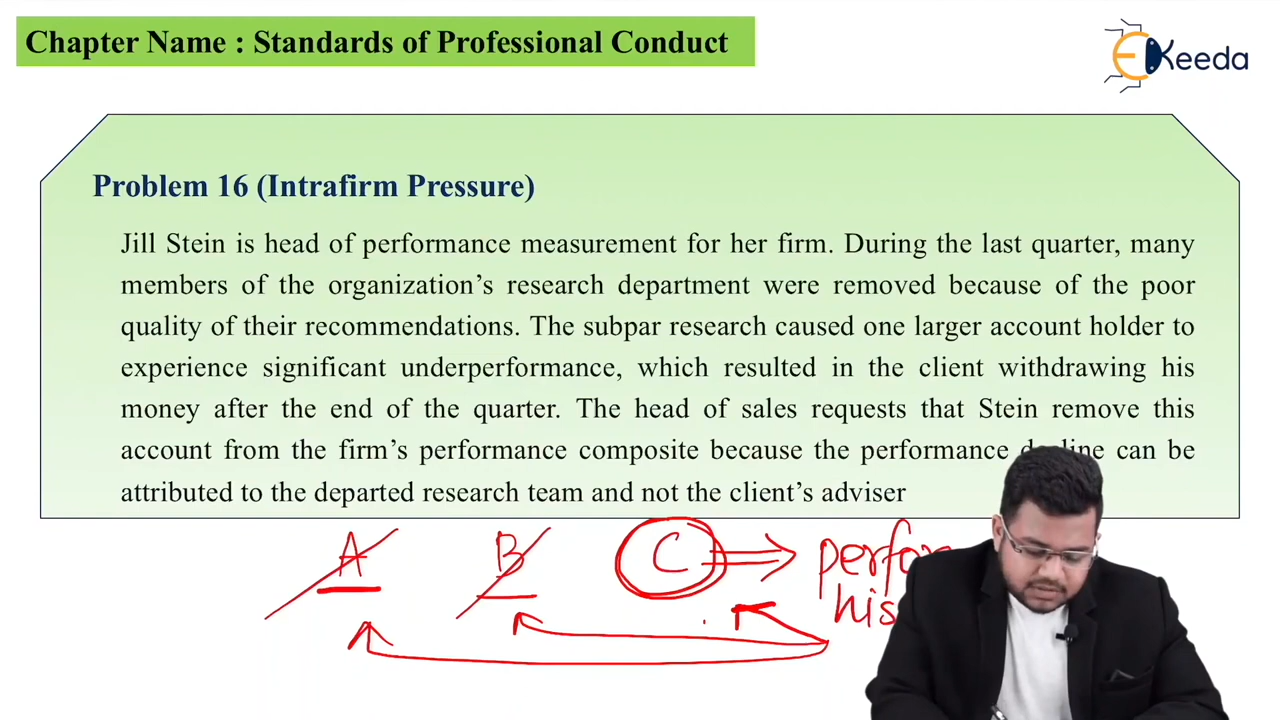 Chapter Name : Standards of Professional Conduct
EKeeda
Problem 16 (Intrafirm Pressure)
Jill Stein is head of performance measurement for her firm. During the last quarter, many
members of the organization’s research department were removed because of the poor
quality of their recommendations. The subpar research caused one larger account holder to
experience significant underperformance, which resulted in the client withdrawing his
money after the end of the quarter. The head of sales requests that Stein remove this
account from the firm’s performance composite because the performance decline can be
attributed to the departed research team and not the client’s adviser
A B C